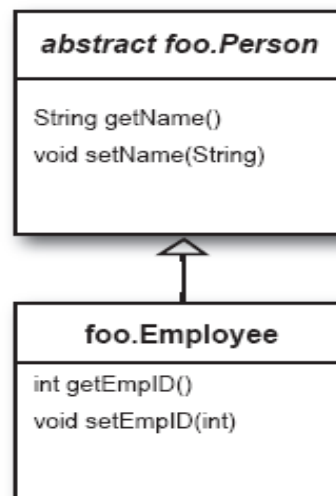 abstract foo.Person
String getName()
void setName(String)
foo.Employee
int getEmpID()
void setEmpID(int)